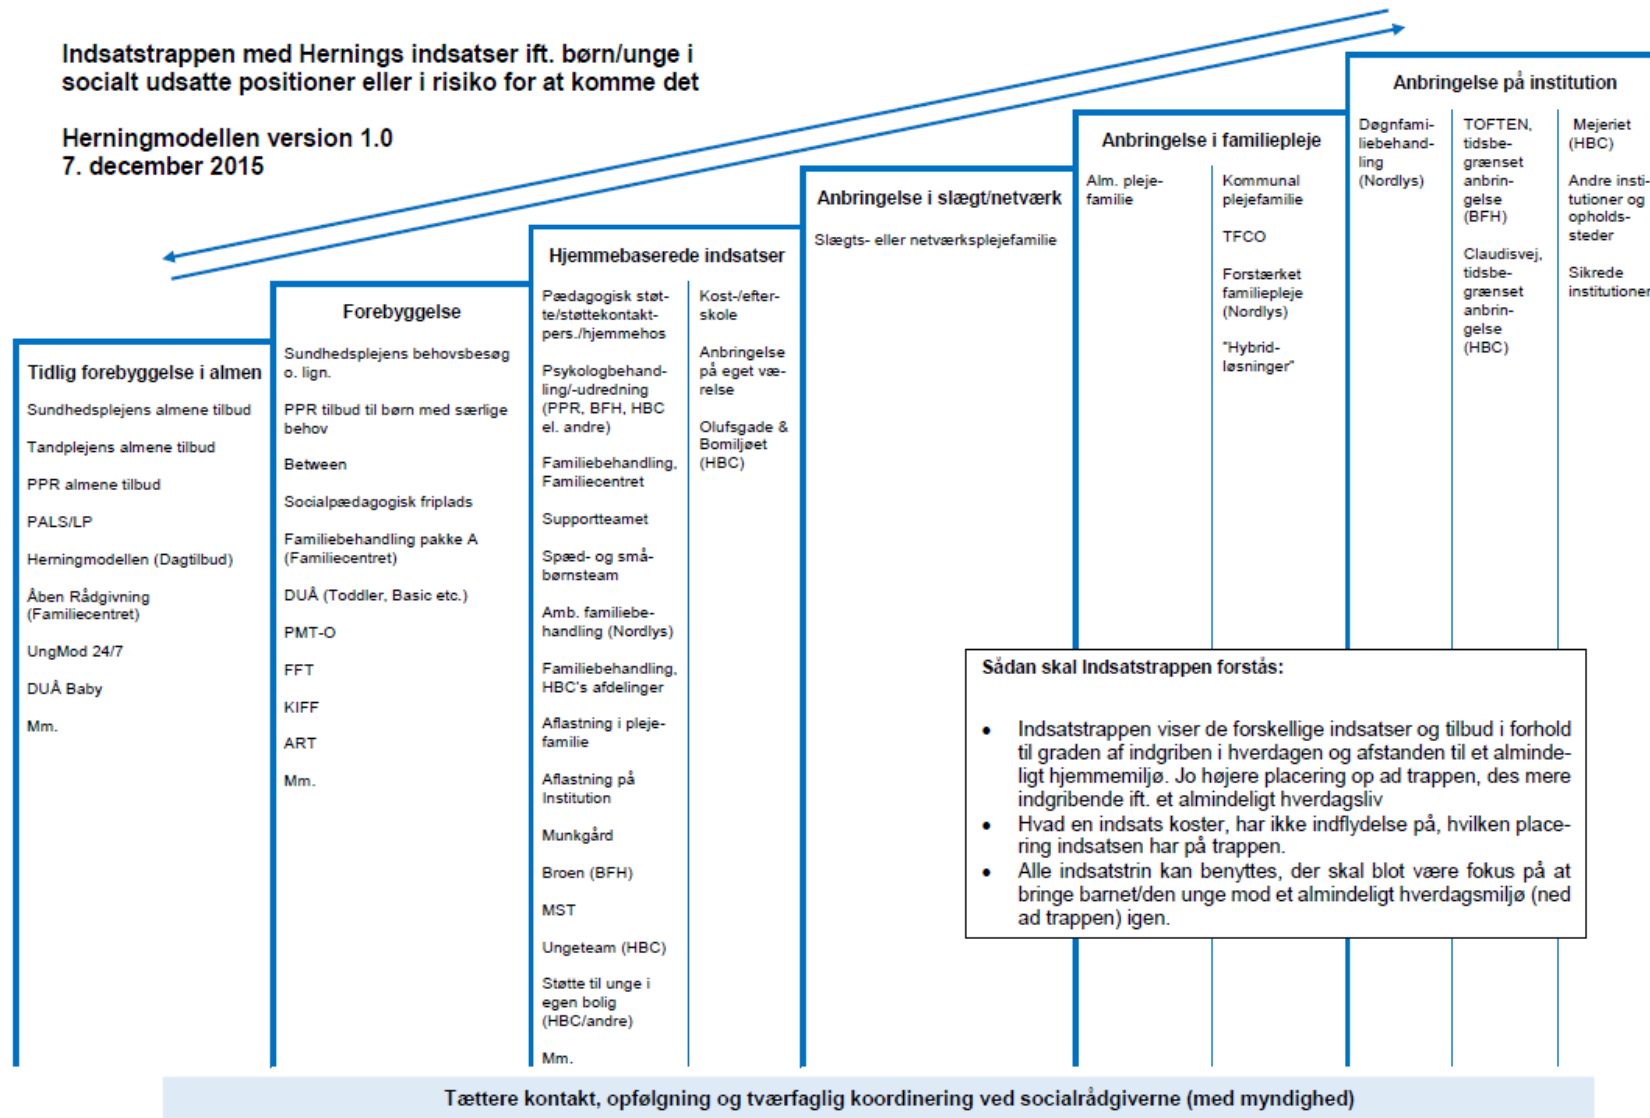 Indsatstrappen med Hernings indsatser ift. børn/unge i
socialt udsatte positioner eller i risiko for at komme det
Herningmodellen version 1.0
7. december 2015
Tidlig forebyggelse i almen
Sundhedsplejens almene tilbud
Tandplejens almene tilbud
PPR almene tilbud
PALS/LP
Herningmodellen (Dagtilbud)
Åben Rådgivning
(Familiecentret)
UngMod 24/7
DUÅ Baby
Mm.
Forebyggelse
Sundhedsplejens behovsbesøg
o. lign.
PPR tilbud til børn med særlige
behov
Between
Socialpædagogisk friplads
Familiebehandling pakke A
(Familiecentret)
DUÅ (Toddler, Basic etc.)
PMT-O
FFT
KIFF
ART
Mm.
Hjemmebaserede indsatser
Pædagogisk støt-
te/støttekontakt-
pers./hjemmehos
Psykologbehand-
ling/-udredning
(PPR, BFH, HBC
el. andre)
Familiebehandling,
Familiecentret
Supportteamet
Spæd- og små-
børnsteam
Amb. familiebe-
handling (Nordlys)
Familiebehandling,
HBC's afdelinger
Aflastning i pleje-
familie
Aflastning på
Institution
Munkgård
Broen (BFH)
MST
Ungeteam (HBC)
Støtte til unge i
egen bolig
(HBC/andre)
Mm.
Kost-/efter-
skole
Anbringelse
på eget væ-
relse
Olufsgade &
Bomiljøet
(HBC)
Anbringelse i slægt/netværk
Slægts- eller netværksplejefamilie
Anbringelse i familiepleje
Alm. pleje-
familie
Kommunal
plejefamilie
TFCO
Forstærket
familiepleje
(Nordlys)
"Hybrid-
løsninger"
Anbringelse på institution
Døgnfami-
liebehand-
ling
(Nordlys)
TOFTEN,
tidsbe-
grænset
anbrin-
gelse
(BFH)
Claudisvej,
tidsbe-
grænset
anbrin-
gelse
(HBC)
Mejeriet
(HBC)
Andre insti-
tutioner og
opholds-
steder
Sikrede
institutioner
Sådan skal Indsatstrappen forstås:
• Indsatstrappen viser de forskellige indsatser og tilbud i forhold
til graden af indgriben i hverdagen og afstanden til et alminde-
ligt hjemmemiljø. Jo højere placering op ad trappen, des mere
indgribende ift. et almindeligt hverdagsliv
• Hvad en indsats koster, har ikke indflydelse på, hvilken place-
ring indsatsen har på trappen.
• Alle indsatstrin kan benyttes, der skal blot være fokus på at
bringe barnet/den unge mod et almindeligt hverdagsmiljø (ned
ad trappen) igen.
Tættere kontakt, opfølgning og tværfaglig koordinering ved socialrådgiverne (med myndighed)